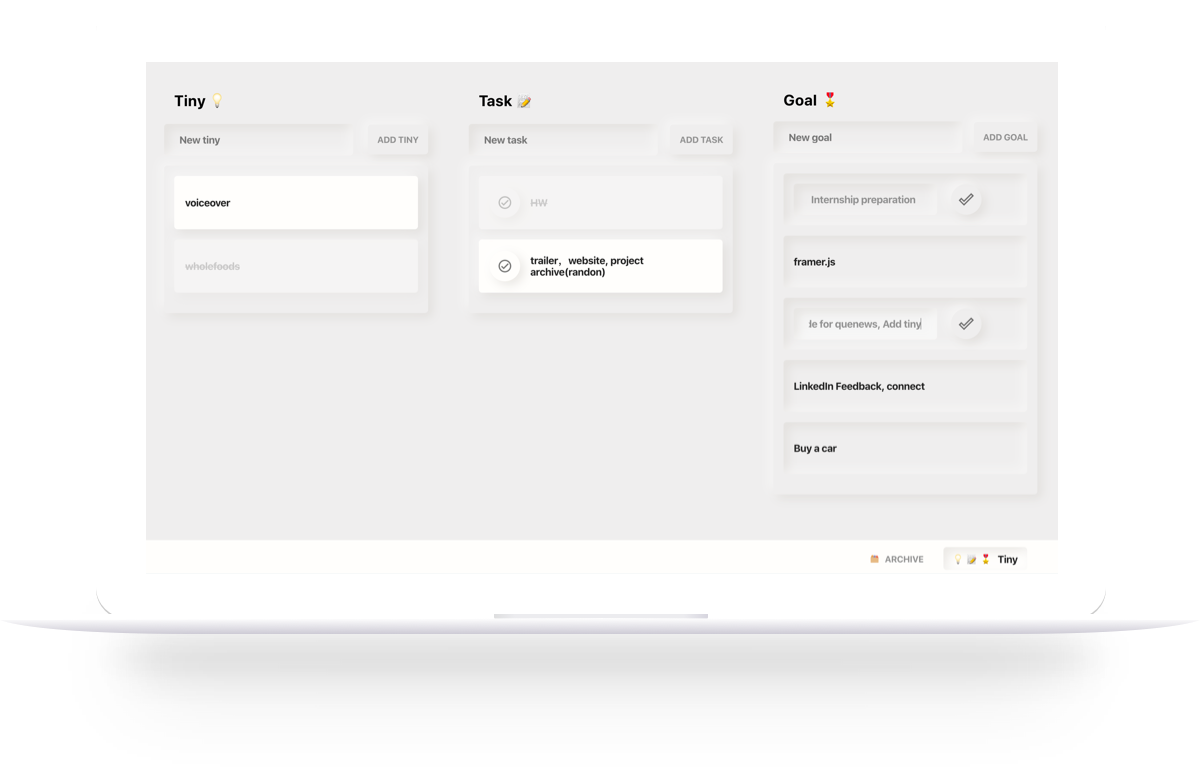 Tiny 💡
New tiny
ADD TINY
voiceover
wholefoods
Task 📝
New task
ADD TASK
HW
trailer，website, project
archive(randon)
Goal 🎖
New goal
ADD GOAL
Internship preparation
framer.js
for quenews, Add tiny
LinkedIn Feedback, connect
Buy a car
ARCHIVE
Tiny